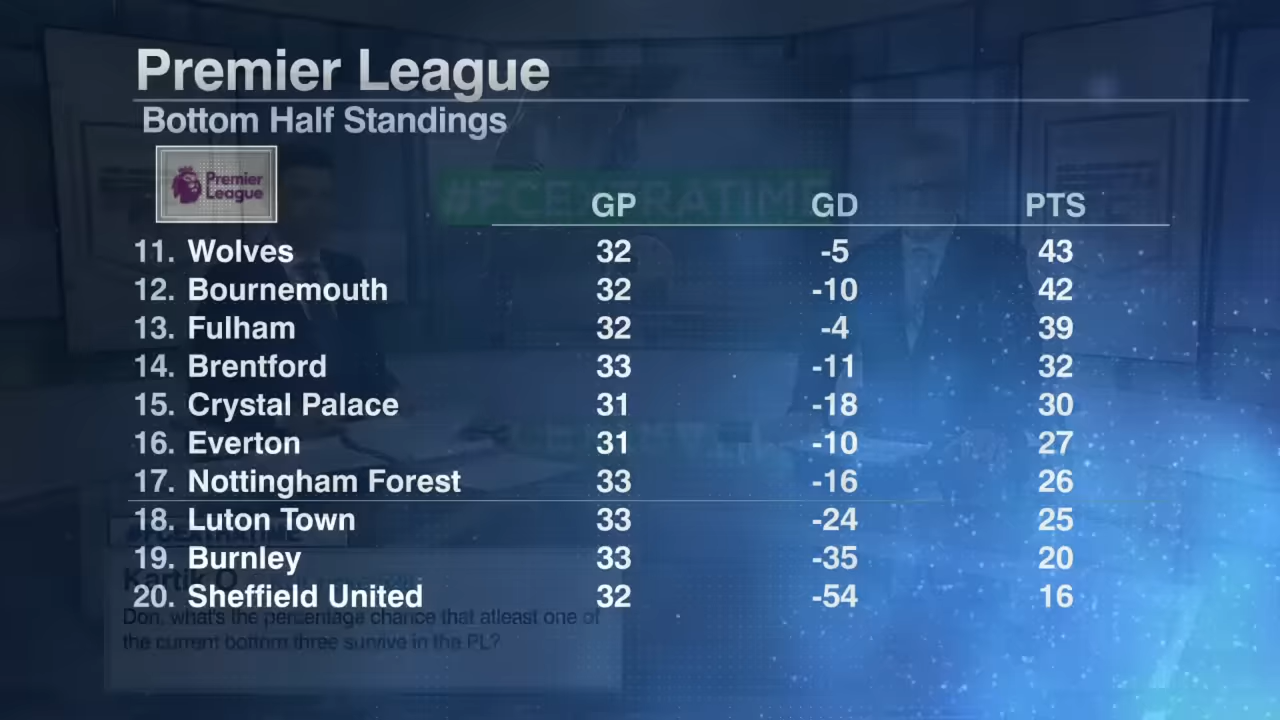 Premier League
Bottom Half Standings
Premier
League
#FCEXTRATIME
GP GD PTS
11. Wolves 32 -5 43
12. Bournemouth 32 -10 42
13. Fulham 32 -4 39
14. Brentford 33 -11 32
15. Crystal Palace 31 -18 30
16. Everton 31 -10 27
17. Nottingham Forest 33 -16 26
18. Luton Town 33 -24 25
#FCEXTRATIME
19. Burnley 33 -35 20
Kartik O
20. Sheffield United 32 -54 16
Don, what's the percentage chance that atleast one of
the current bottom three survive in the PL?